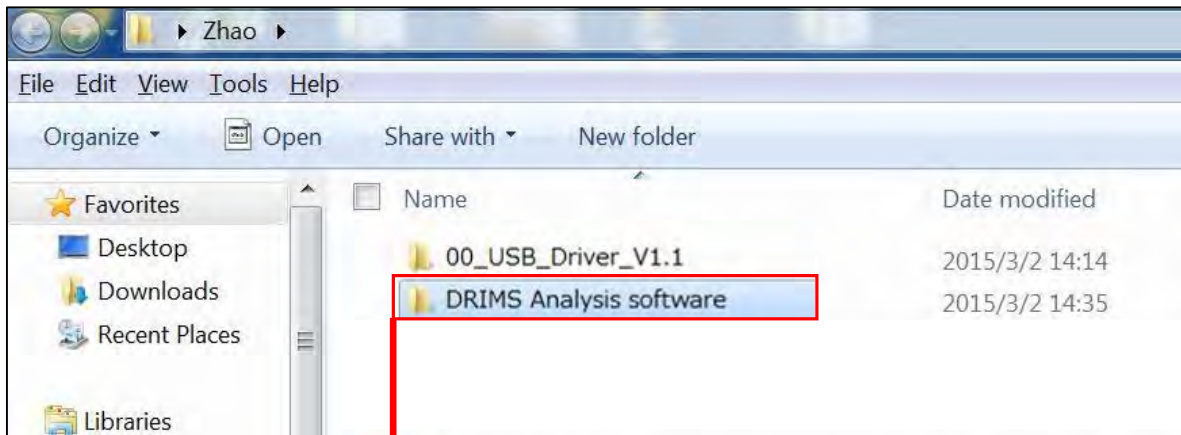 Zhao
File Edit View Tools Help
Organize Open Share with New folder
Favorites
Desktop
Downloads
Recent Places
Libraries
Name Date modified
00_USB_Driver_V1.1 2015/3/2 14:14
DRIMS Analysis software 2015/3/2 14:35